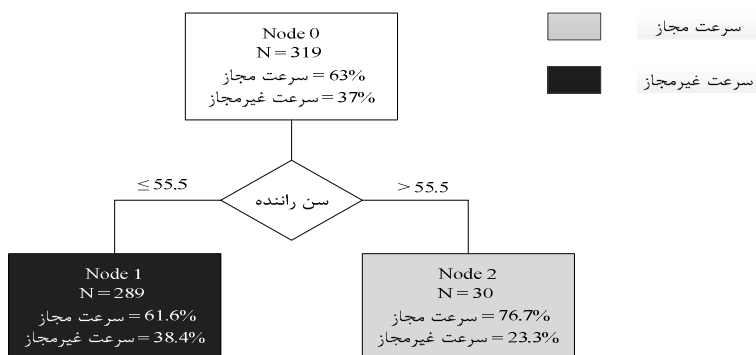 Node 0
N = 319
سرعت مجاز = 63%
سرعت غیرمجاز = 37%
سرعت مجاز
سرعت غیرمجاز
≤ 55.5
> 55.5
سن راننده
Node 1
N = 289
سرعت مجاز = 61.6%
سرعت غیرمجاز = 38.4%
Node 2
N = 30
سرعت مجاز = 76.7%
سرعت غیرمجاز = 23.3%